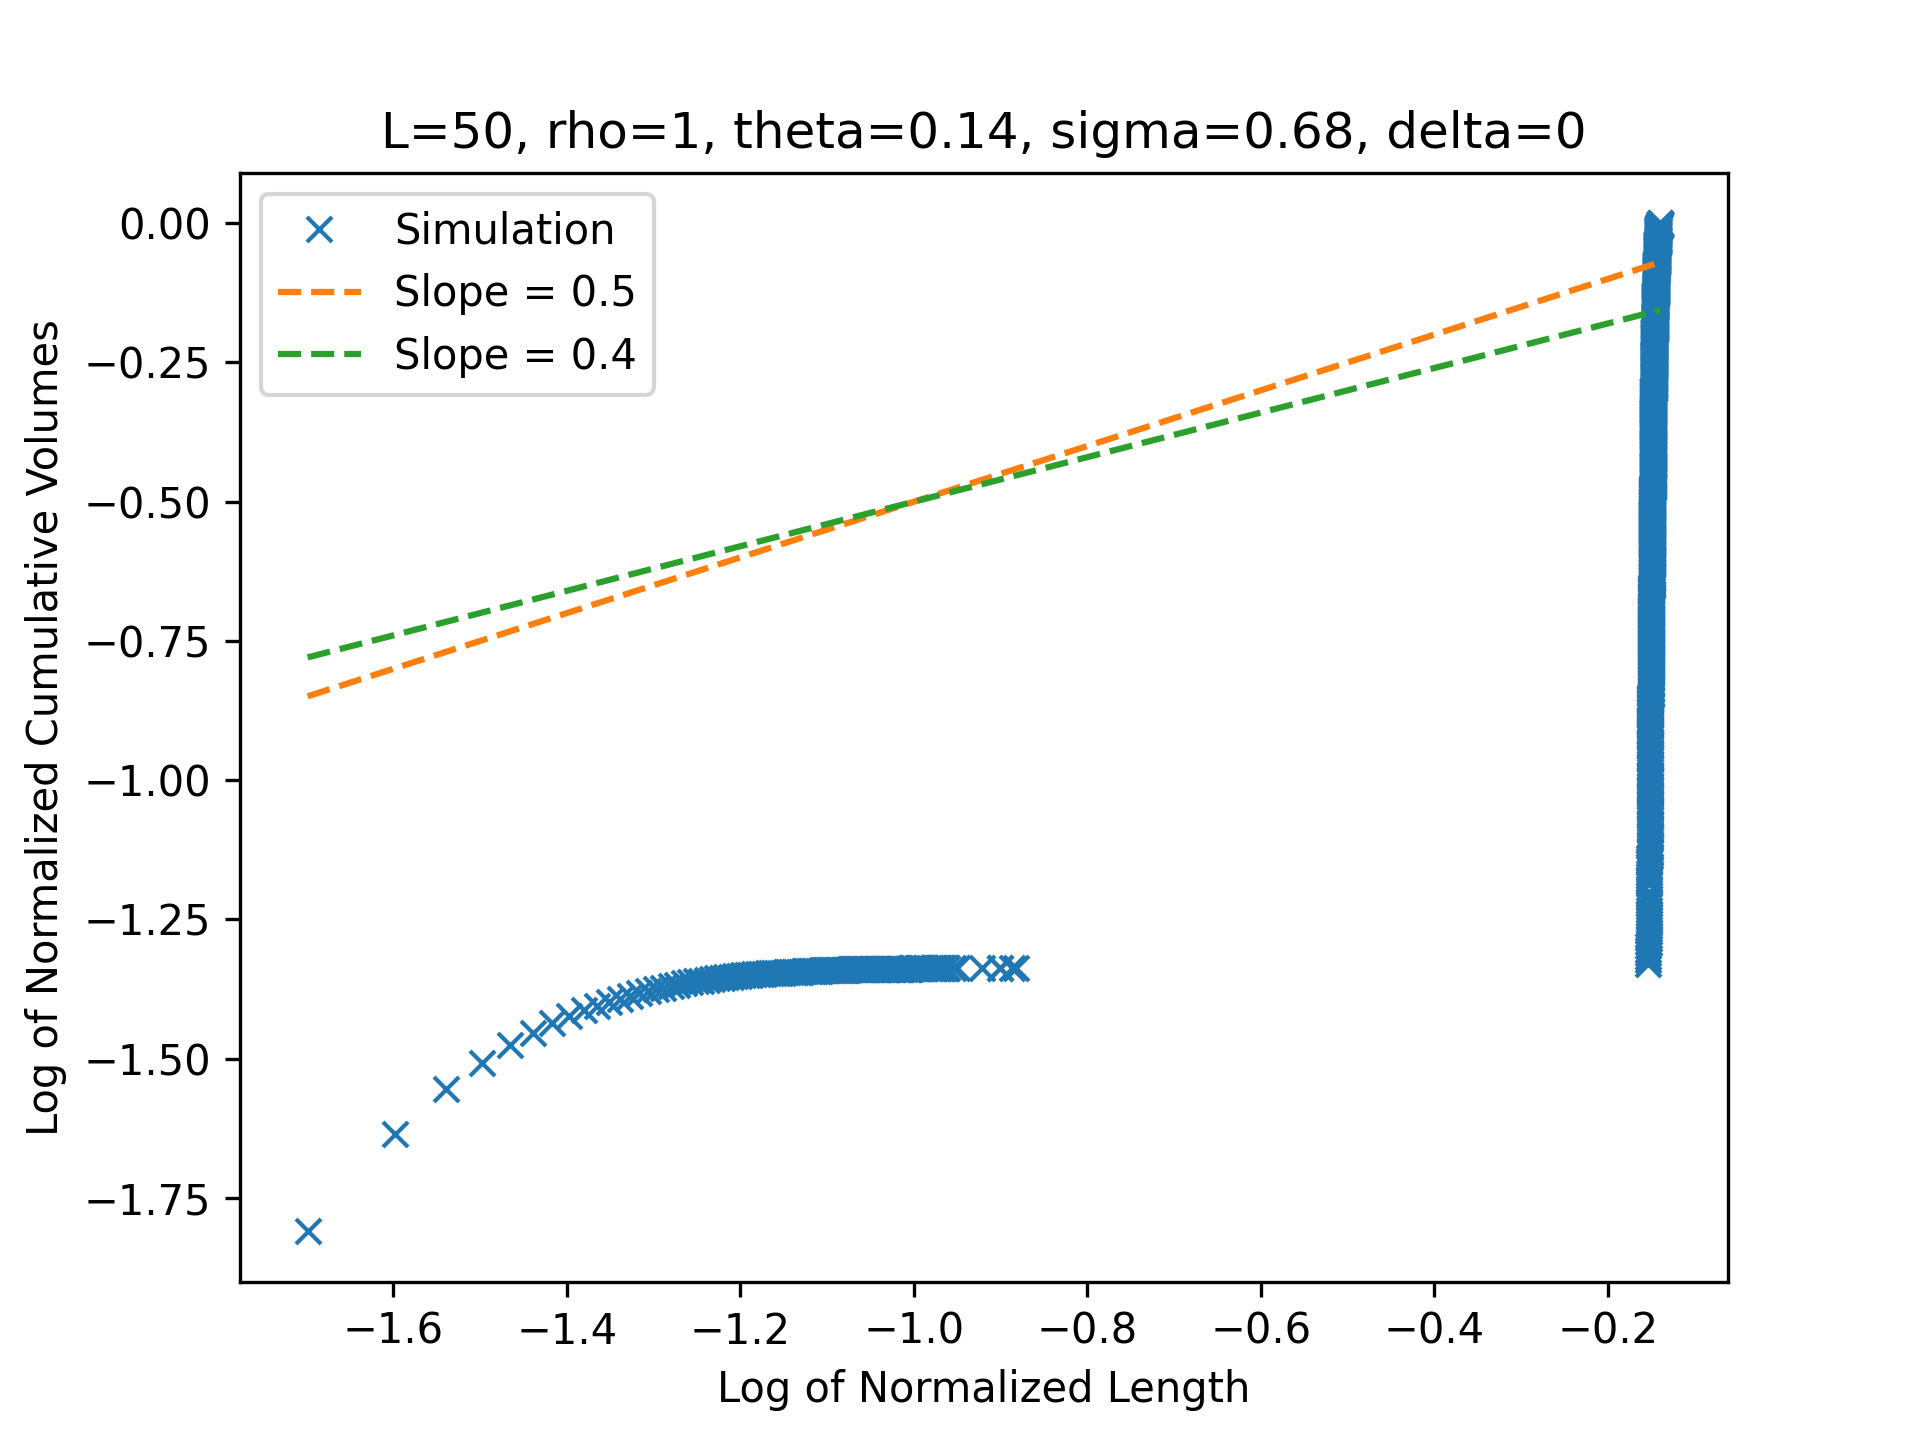 L=50, rho=1, theta=0.14, sigma=0.68, delta=0
Simulation
Slope = 0.5
Slope = 0.4
Log of Normalized Cumulative Volumes
0.00
−0.25
−0.50
−0.75
−1.00
−1.25
−1.50
−1.75
−1.6
−1.4
−1.2
−1.0
−0.8
−0.6
−0.4
−0.2
Log of Normalized Length